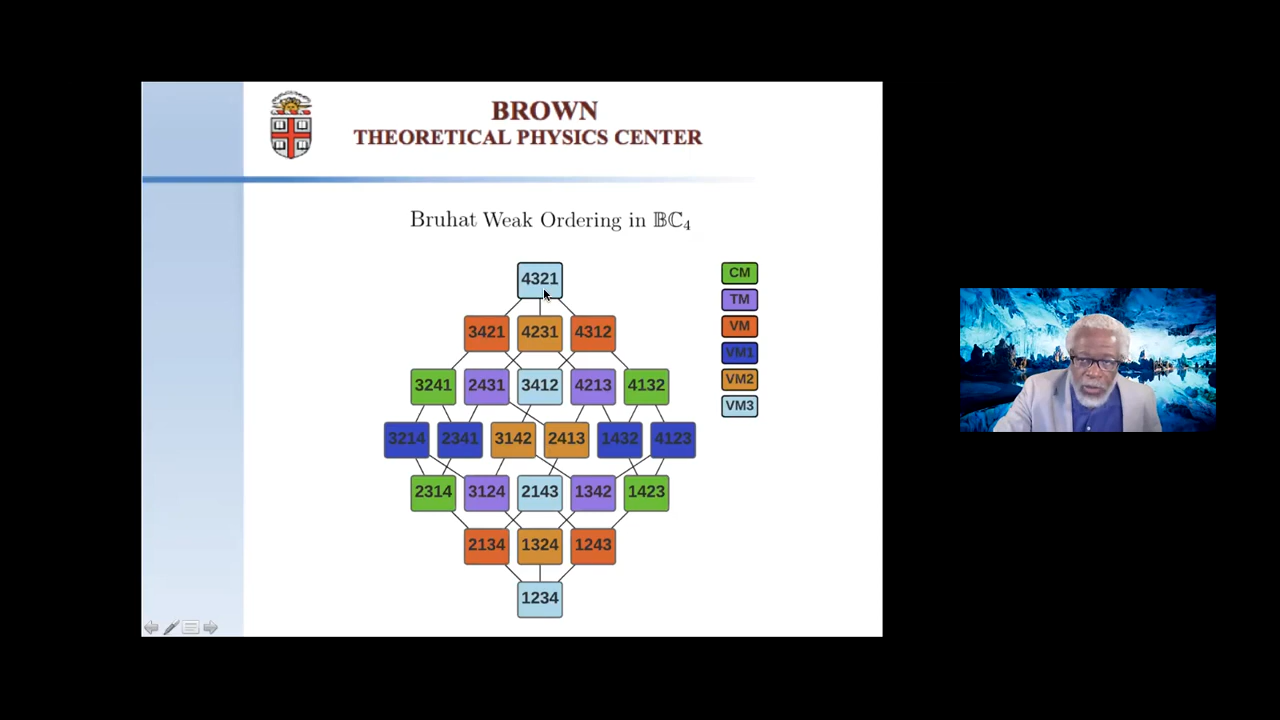 BROWN
THEORETICAL PHYSICS CENTER
Bruhat Weak Ordering in 𝔹ℂ₄
4321
3421 4231 4312
3241 2431 3412 4213 4132
3214 2341 3142 2413 1432 4123
2314 3124 2143 1342 1423
2134 1324 1243
1234
CM
TM
VM
VM1
VM2
VM3